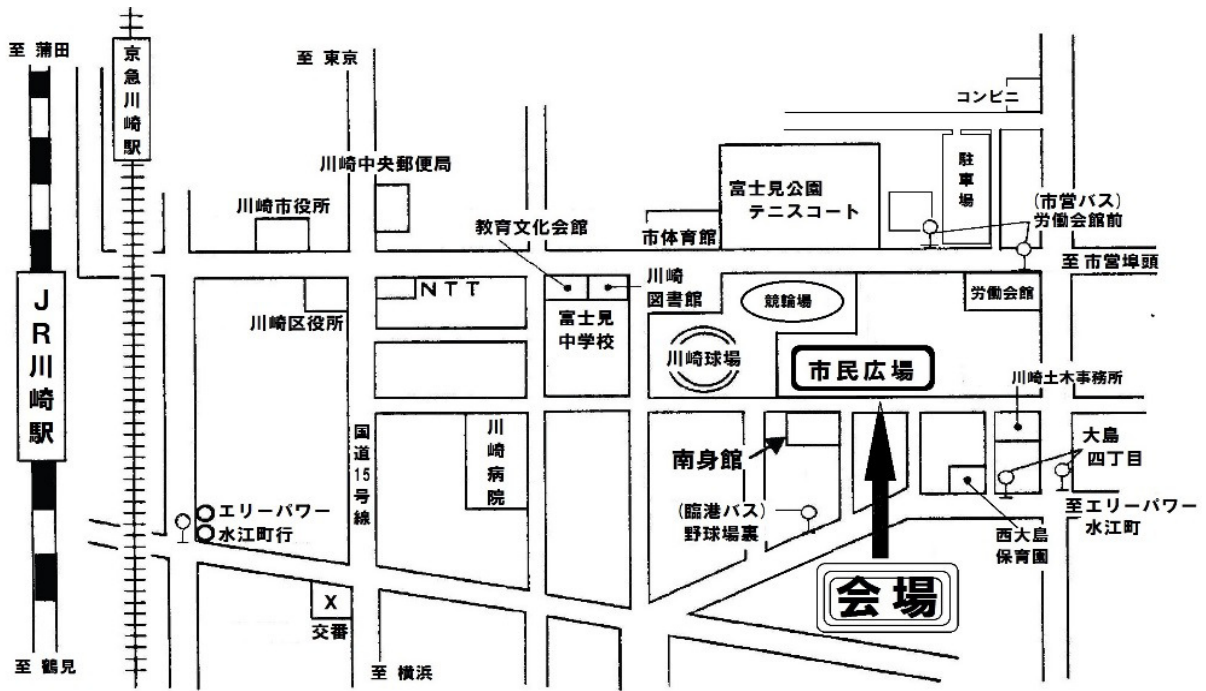 至 蒲田
京急川崎駅
至 東京
コンビニ
川崎中央郵便局
駐車場
富士見公園
テニスコート
(市営バス)
労働会館前
川崎市役所
教育文化会館
市体育館
至 市営埠頭
JR川崎駅
NTT
川崎
図書館
競輪場
労働会館
川崎区役所
富士見
中学校
川崎球場
市民広場
川崎土木事務所
国道15号線
川崎病院
南身館
大島
四丁目
エリーパワー
水江町行
(臨港バス)
野球場裏
西大島
保育園
至エリーパワー
水江町
会場
X
交番
至 鶴見
至 横浜